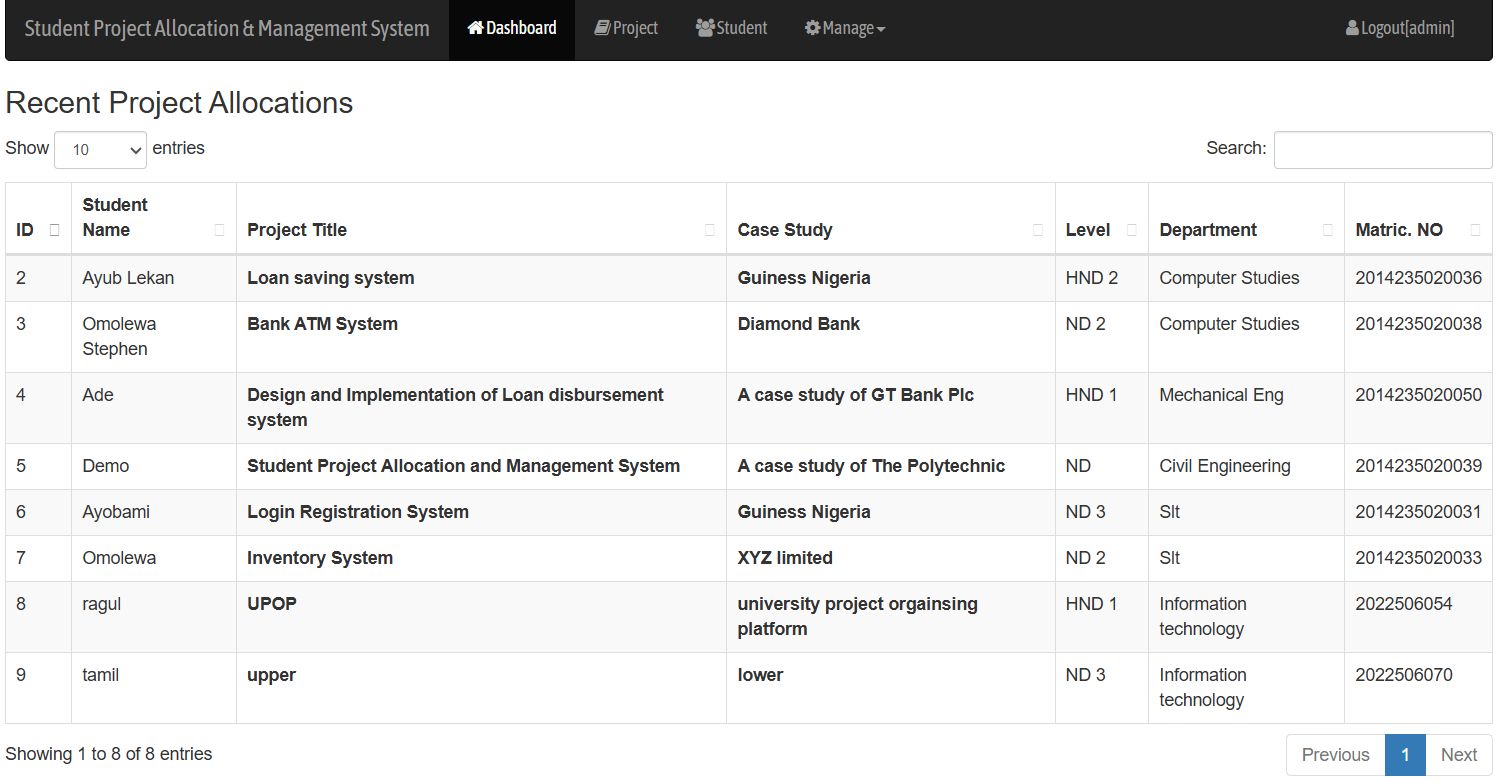 Student Project Allocation & Management System Dashboard Project Student Manage Logout[admin]
Recent Project Allocations
Show 10 entries Search:
Student
ID Name Project Title Case Study Level Department Matric. NO
2 Ayub Lekan Loan saving system Guiness Nigeria HND 2 Computer Studies 2014235020036
3 Omolewa Bank ATM System Diamond Bank ND 2 Computer Studies 2014235020038
Stephen
4 Ade Design and Implementation of Loan disbursement A case study of GT Bank Plc HND 1 Mechanical Eng 2014235020050
system
5 Demo Student Project Allocation and Management System A case study of The Polytechnic ND Civil Engineering 2014235020039
6 Ayobami Login Registration System Guiness Nigeria ND 3 Slt 2014235020031
7 Omolewa Inventory System XYZ limited ND 2 Slt 2014235020033
8 ragul UPOP university project orgainsing HND 1 Information 2022506054
platform technology
9 tamil upper lower ND 3 Information 2022506070
technology
Showing 1 to 8 of 8 entries Previous 1 Next